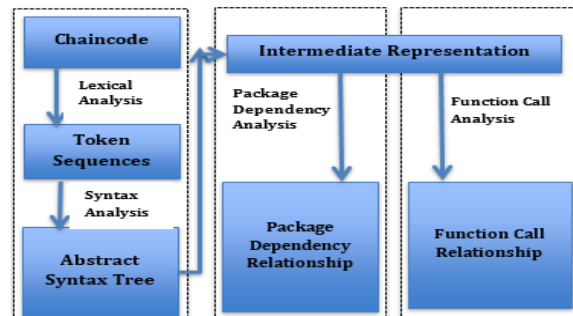 Chaincode
Lexical
Analysis
Token
Sequences
Syntax
Analysis
Abstract
Syntax Tree
Intermediate Representation
Package
Dependency
Analysis
Package
Dependency
Relationship
Function Call
Analysis
Function Call
Relationship